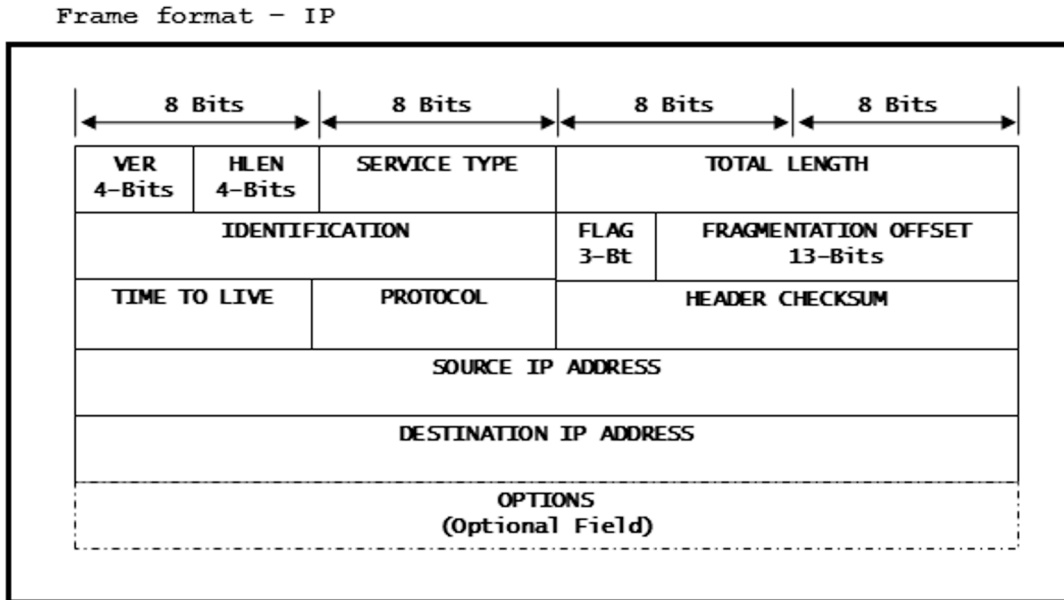 Frame format - IP
8 Bits 8 Bits 8 Bits 8 Bits
VER HLEN SERVICE TYPE TOTAL LENGTH
4-Bits 4-Bits
IDENTIFICATION FLAG FRAGMENTATION OFFSET
3-Bt 13-Bits
TIME TO LIVE PROTOCOL HEADER CHECKSUM
SOURCE IP ADDRESS
DESTINATION IP ADDRESS
OPTIONS
(Optional Field)